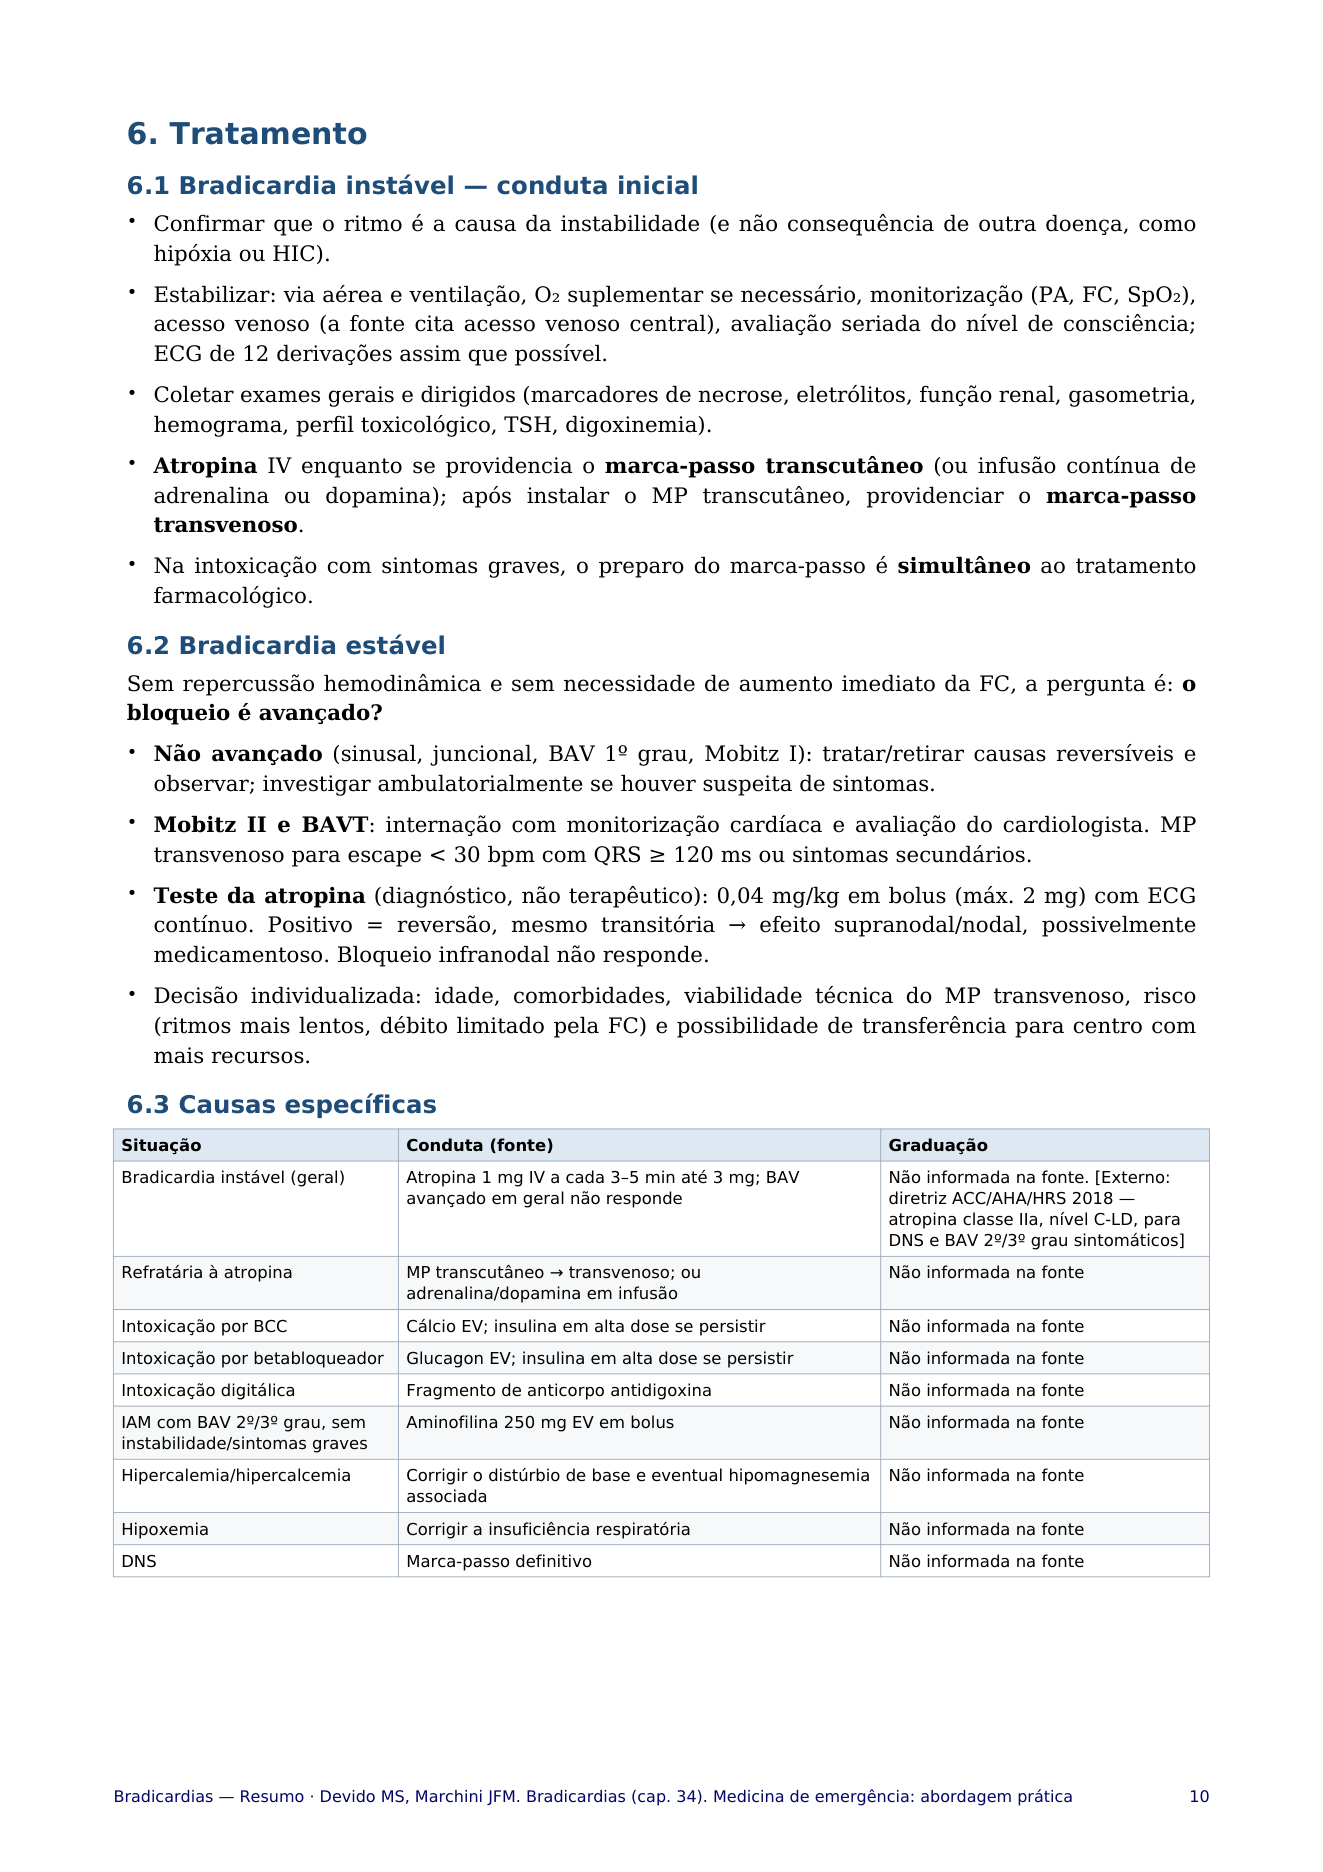 6. Tratamento
6.1 Bradicardia instável — conduta inicial
• Confirmar que o ritmo é a causa da instabilidade (e não consequência de outra doença, como
hipóxia ou HIC).
• Estabilizar: via aérea e ventilação, O₂ suplementar se necessário, monitorização (PA, FC, SpO₂),
acesso venoso (a fonte cita acesso venoso central), avaliação seriada do nível de consciência;
ECG de 12 derivações assim que possível.
• Coletar exames gerais e dirigidos (marcadores de necrose, eletrólitos, função renal, gasometria,
hemograma, perfil toxicológico, TSH, digoxinemia).
• Atropina IV enquanto se providencia o marca-passo transcutâneo (ou infusão contínua de
adrenalina ou dopamina); após instalar o MP transcutâneo, providenciar o marca-passo
transvenoso.
• Na intoxicação com sintomas graves, o preparo do marca-passo é simultâneo ao tratamento
farmacológico.
6.2 Bradicardia estável
Sem repercussão hemodinâmica e sem necessidade de aumento imediato da FC, a pergunta é: o
bloqueio é avançado?
• Não avançado (sinusal, juncional, BAV 1º grau, Mobitz I): tratar/retirar causas reversíveis e
observar; investigar ambulatorialmente se houver suspeita de sintomas.
• Mobitz II e BAVT: internação com monitorização cardíaca e avaliação do cardiologista. MP
transvenoso para escape < 30 bpm com QRS ≥ 120 ms ou sintomas secundários.
• Teste da atropina (diagnóstico, não terapêutico): 0,04 mg/kg em bolus (máx. 2 mg) com ECG
contínuo. Positivo = reversão, mesmo transitória → efeito supranodal/nodal, possivelmente
medicamentoso. Bloqueio infranodal não responde.
• Decisão individualizada: idade, comorbidades, viabilidade técnica do MP transvenoso, risco
(ritmos mais lentos, débito limitado pela FC) e possibilidade de transferência para centro com
mais recursos.
6.3 Causas específicas
Situação Conduta (fonte) Graduação
Bradicardia instável (geral) Atropina 1 mg IV a cada 3–5 min até 3 mg; BAV Não informada na fonte. [Externo:
avançado em geral não responde diretriz ACC/AHA/HRS 2018 —
atropina classe IIa, nível C-LD, para
DNS e BAV 2º/3º grau sintomáticos]
Refratária à atropina MP transcutâneo → transvenoso; ou Não informada na fonte
adrenalina/dopamina em infusão
Intoxicação por BCC Cálcio EV; insulina em alta dose se persistir Não informada na fonte
Intoxicação por betabloqueador Glucagon EV; insulina em alta dose se persistir Não informada na fonte
Intoxicação digitálica Fragmento de anticorpo antidigoxina Não informada na fonte
IAM com BAV 2º/3º grau, sem Aminofilina 250 mg EV em bolus Não informada na fonte
instabilidade/sintomas graves
Hipercalemia/hipercalcemia Corrigir o distúrbio de base e eventual hipomagnesemia Não informada na fonte
associada
Hipoxemia Corrigir a insuficiência respiratória Não informada na fonte
DNS Marca-passo definitivo Não informada na fonte
Bradicardias — Resumo · Devido MS, Marchini JFM. Bradicardias (cap. 34). Medicina de emergência: abordagem prática 10